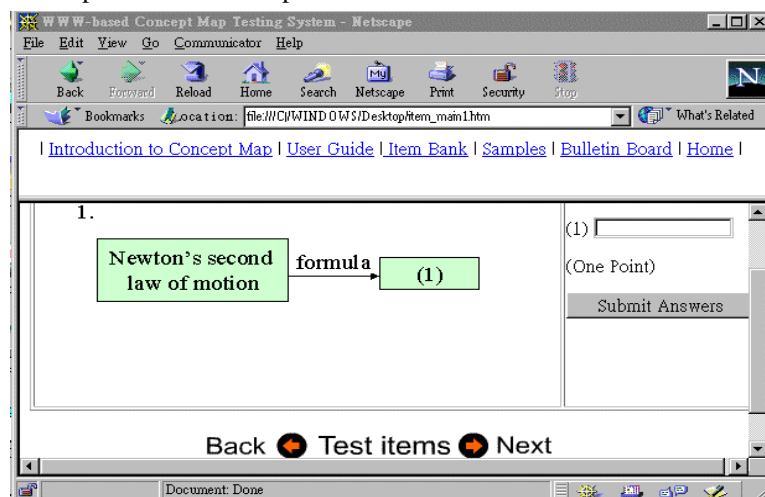 WWW-based Concept Map Testing System - Netscape
File Edit View Go Communicator Help
My
N
Back Forward Reload Home Search Netscape Print Security Stop
Bookmarks Location: file:///C|/WINDOWS/Desktop/item_main1.htm What's Related
| Introduction to Concept Map | User Guide | Item Bank | Samples | Bulletin Board | Home |
1.
Newton's second
law of motion
formula
(1)
(1)
(One Point)
Submit Answers
Back Test items Next
Document: Done